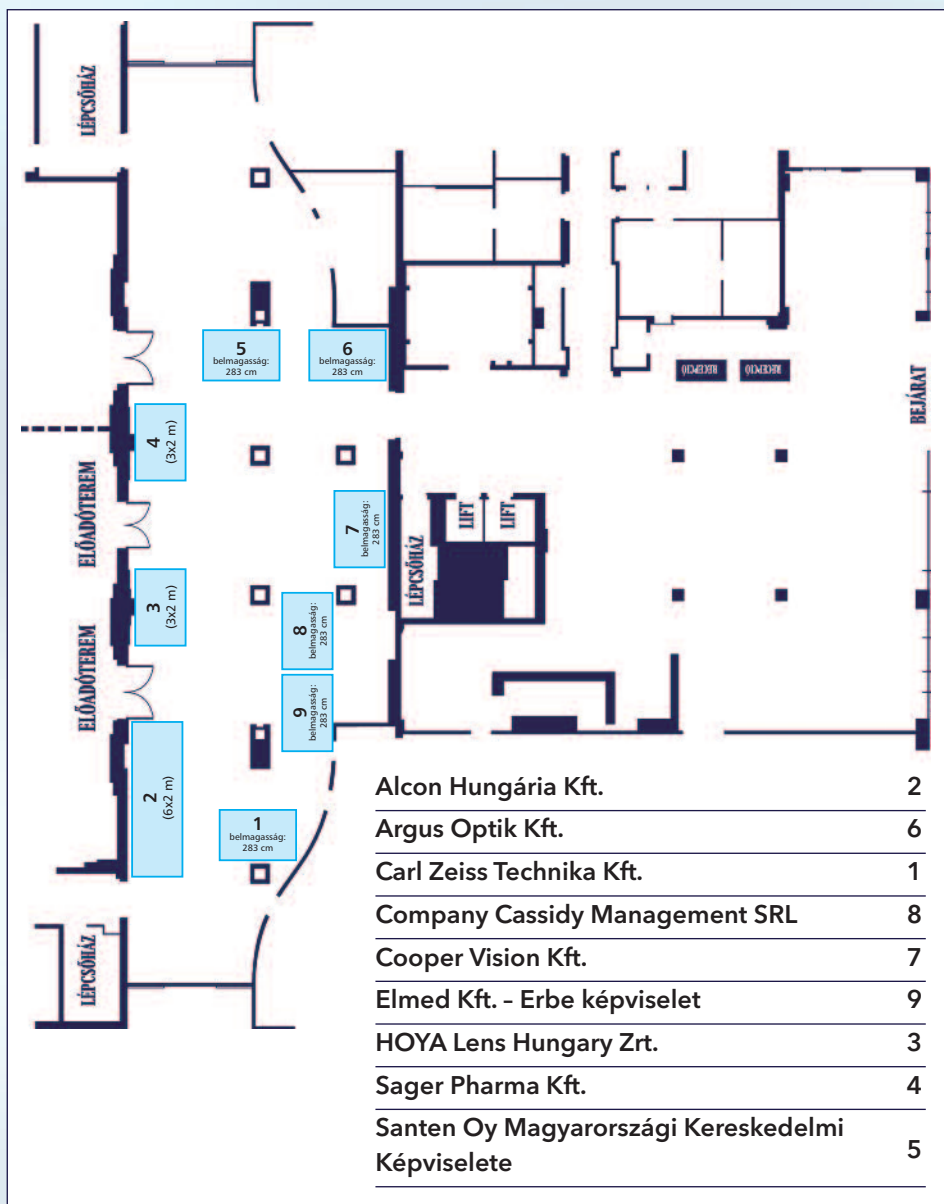 LÉPCSŐHÁZ
5
belmagasság:
283 cm
6
belmagasság:
283 cm
RECEPCIÓ
RECEPCIÓ
BEJÁRAT
4
(3x2 m)
ELŐADÓTEREM
7
belmagasság:
283 cm
LÉPCSŐHÁZ
LIFT
LIFT
3
(3x2 m)
ELŐADÓTEREM
8
belmagasság:
283 cm
9
belmagasság:
283 cm
2
(6x2 m)
1
belmagasság:
283 cm
LÉPCSŐHÁZ
Alcon Hungária Kft. 2
Argus Optik Kft. 6
Carl Zeiss Technika Kft. 1
Company Cassidy Management SRL 8
Cooper Vision Kft. 7
Elmed Kft. – Erbe képviselet 9
HOYA Lens Hungary Zrt. 3
Sager Pharma Kft. 4
Santen Oy Magyarországi Kereskedelmi
Képviselete 5